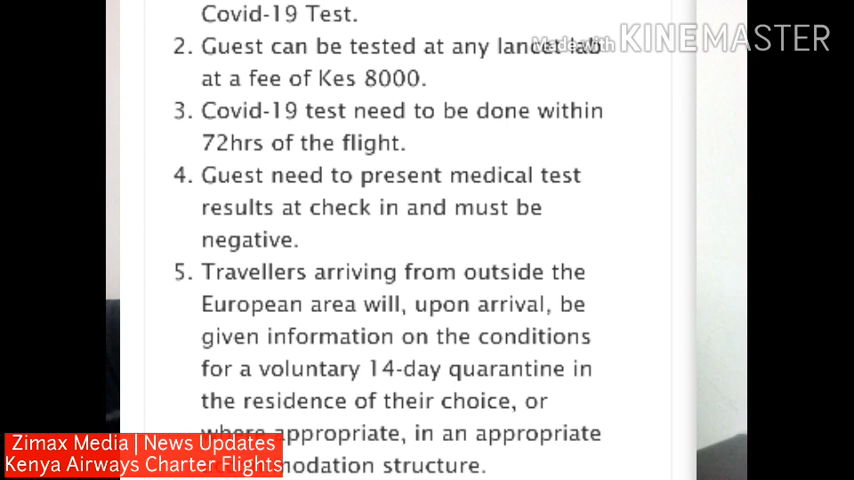 Covid-19 Test.
2. Guest can be tested at any lancet lab
Made with KINEMASTER
at a fee of Kes 8000.
3. Covid-19 test need to be done within
72hrs of the flight.
4. Guest need to present medical test
results at check in and must be
negative.
5. Travellers arriving from outside the
European area will, upon arrival, be
given information on the conditions
for a voluntary 14-day quarantine in
the residence of their choice, or
where appropriate, in an appropriate
modation structure.
Zimax Media | News Updates
Kenya Airways Charter Flights